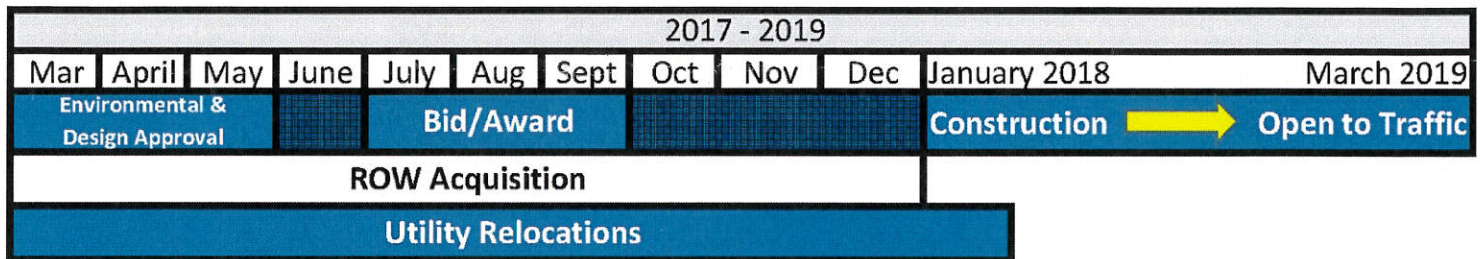 2017 - 2019
Mar April May June July Aug Sept Oct Nov Dec January 2018 March 2019
Environmental &
Design Approval
Bid/Award
Construction
Open to Traffic
ROW Acquisition
Utility Relocations